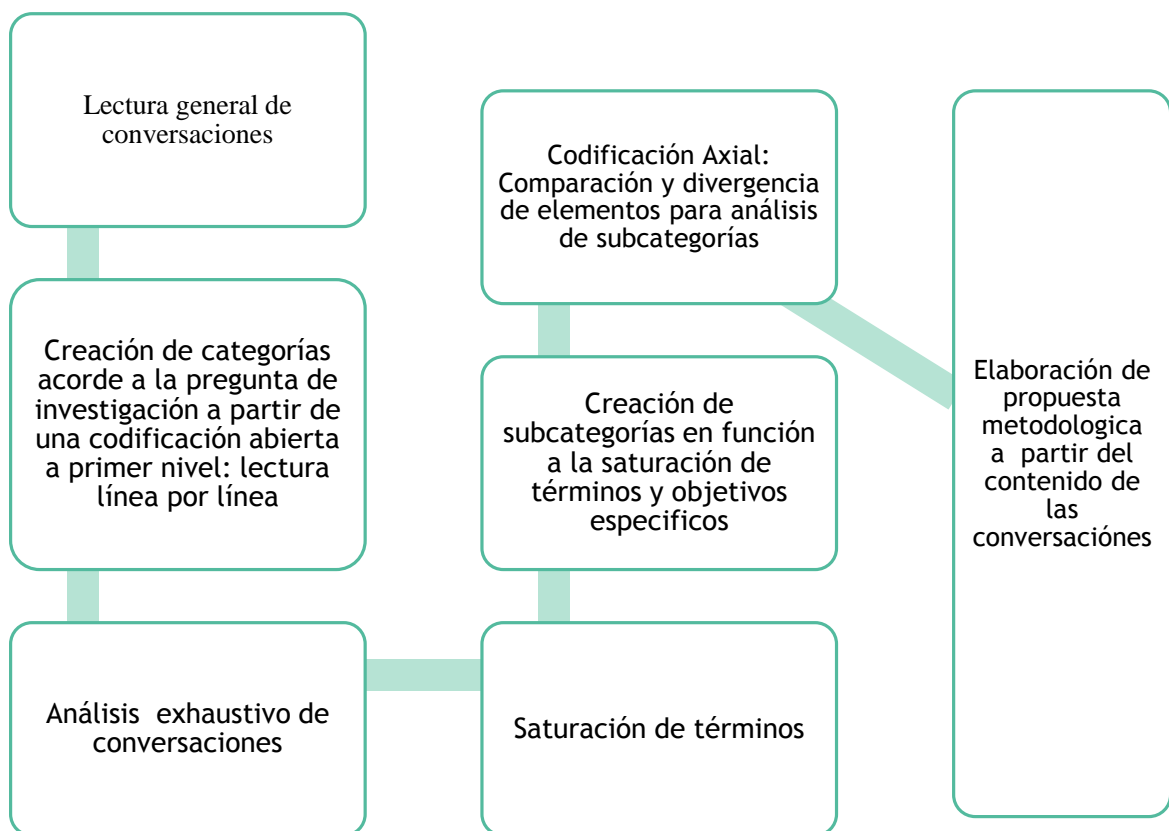 Lectura general de
conversaciones
Creación de categorías
acorde a la pregunta de
investigación a partir de
una codificación abierta
a primer nivel: lectura
línea por línea
Análisis exhaustivo de
conversaciones
Saturación de términos
Creación de
subcategorías en función
a la saturación de
términos y objetivos
especificos
Codificación Axial:
Comparación y divergencia
de elementos para análisis
de subcategorías
Elaboración de
propuesta
metodologica
a partir del
contenido de
las
conversaciónes